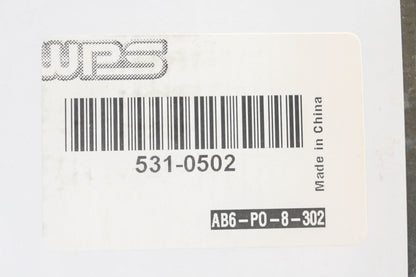 WPS
531-0502
Made in China
AB6-PO-8-302